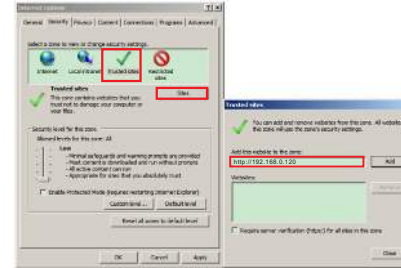 Internet Options
General Security Privacy Content Connections Programs Advanced
Select a zone to view or change security settings.
Internet Local intranet Trusted sites Restricted sites
Trusted sites
This zone contains websites that you trust not to damage your computer or your files.
Sites
Security level for this zone
Allowed levels for this zone: All
Low
- Minimal safeguards and warning prompts are provided
- Most content is downloaded and run without prompts
- All active content can run
- Appropriate for sites that you absolutely trust
Enable Protected Mode (requires restarting Internet Explorer)
Custom level... Default level
Reset all zones to default level
OK Cancel Apply
Trusted sites
You can add and remove websites from this zone. All websites
this zone will use the zone's security settings.
Add this website to the zone:
http://192.168.0.120
Add
Websites:
Remove
Require server verification (https:) for all sites in this zone
Close